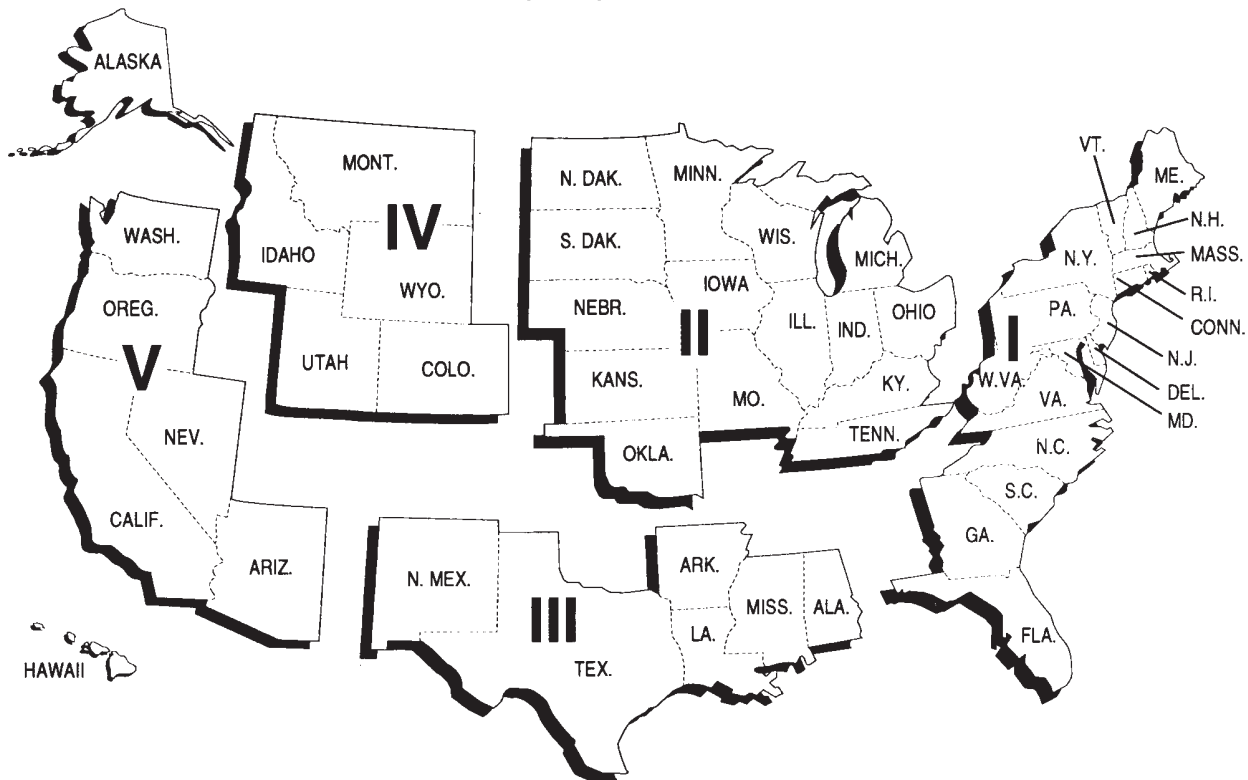 ALASKA
VT.
ME.
MONT.
N. DAK.
MINN.
N.H.
WASH.
IV
S. DAK.
WIS.
MICH.
N.Y.
MASS.
IDAHO
WYO.
IOWA
R.I.
OREG.
NEBR.
II
ILL.
IND.
OHIO
PA.
I
CONN.
V
UTAH
COLO.
KANS.
MO.
KY.
W.VA.
N.J.
VA.
DEL.
MD.
NEV.
OKLA.
TENN.
N.C.
CALIF.
S.C.
ARIZ.
N. MEX.
ARK.
GA.
III
MISS.
ALA.
LA.
TEX.
FLA.
HAWAII